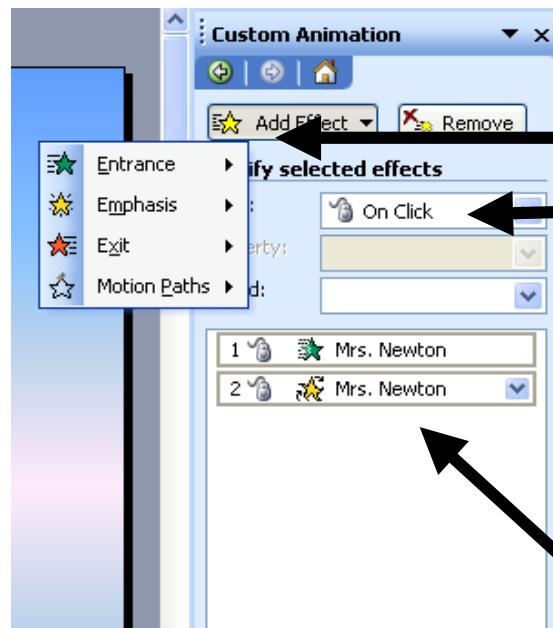 Custom Animation
Add Effect Remove
Entrance
ify selected effects
Emphasis
On Click
Exit
erty:
Motion Paths
d:
1 Mrs. Newton
2 Mrs. Newton